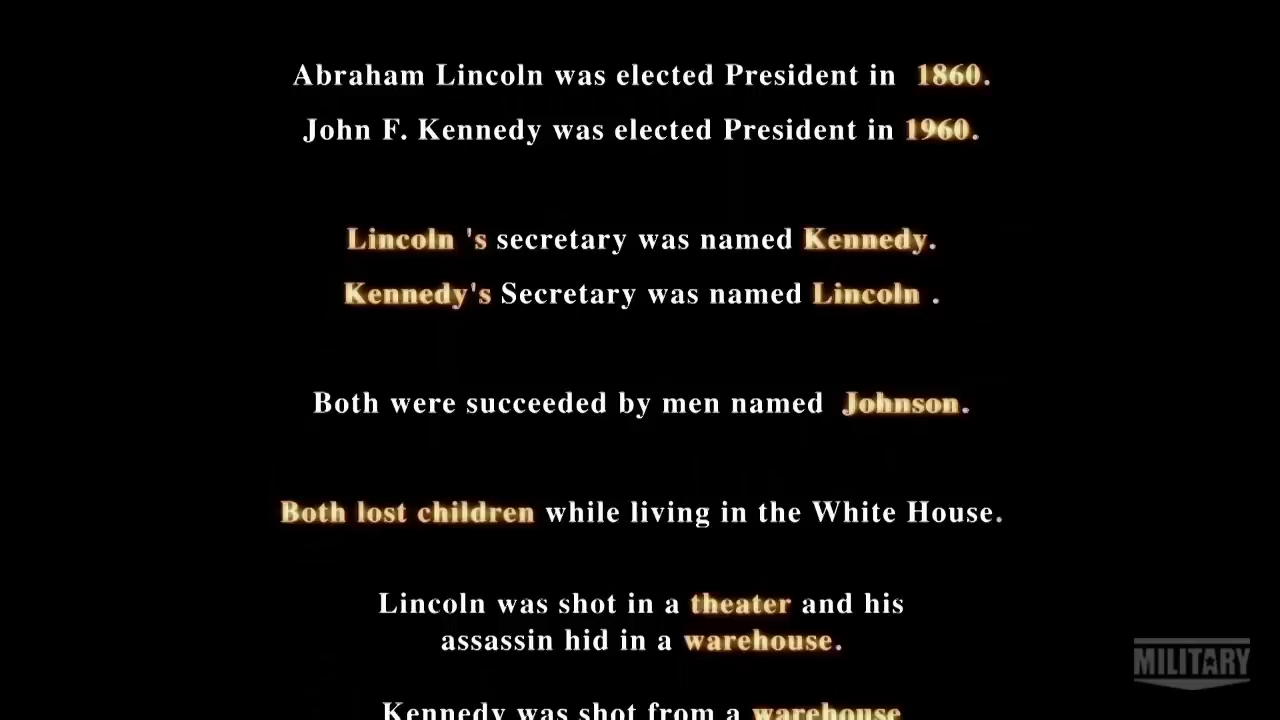 Abraham Lincoln was elected President in 1860.
John F. Kennedy was elected President in 1960.
Lincoln 's secretary was named Kennedy.
Kennedy's Secretary was named Lincoln .
Both were succeeded by men named Johnson.
Both lost children while living in the White House.
Lincoln was shot in a theater and his
assassin hid in a warehouse.
Kennedy was shot from a warehouse
MILITARY